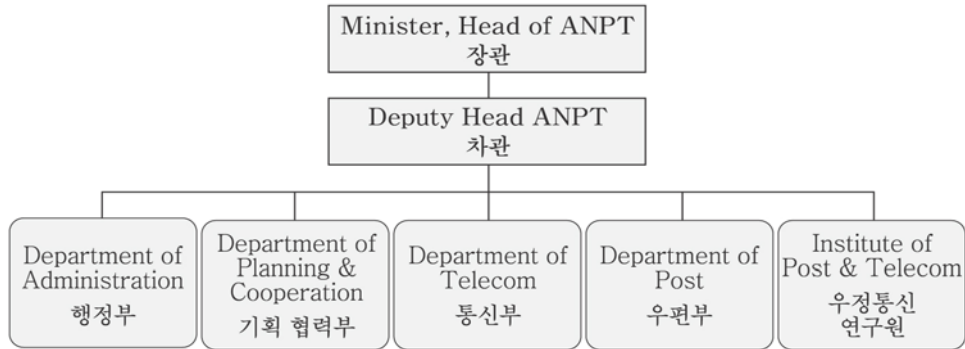 Minister, Head of ANPT
장관
Deputy Head ANPT
차관
Department of
Administration
행정부
Department of
Planning &
Cooperation
기획 협력부
Department of
Telecom
통신부
Department of
Post
우편부
Institute of
Post & Telecom
우정통신
연구원